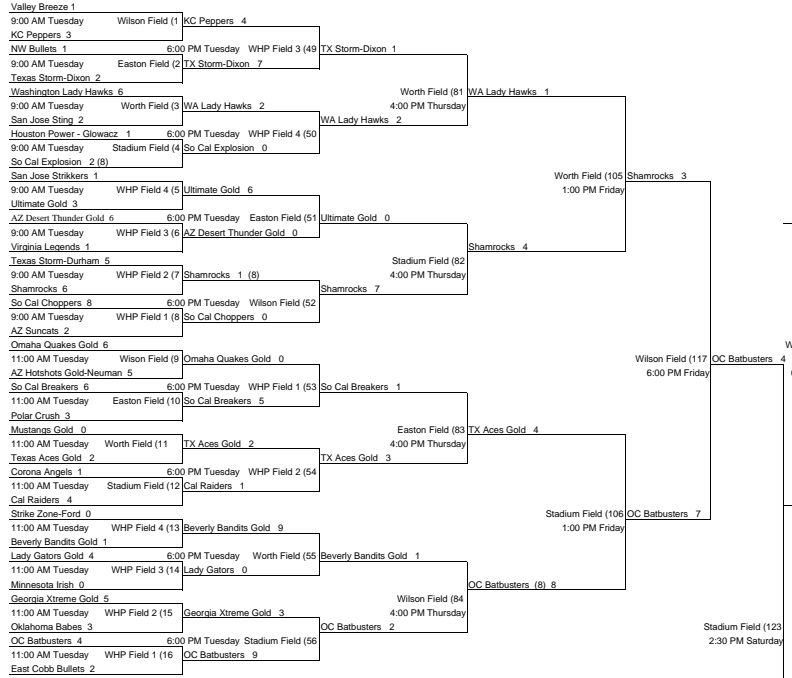 Valley Breeze 1
9:00 AM Tuesday Wilson Field (1 KC Peppers 4
KC Peppers 3
NW Bullets 1 6:00 PM Tuesday WHP Field 3 (49 TX Storm-Dixon 1
9:00 AM Tuesday Easton Field (2 TX Storm-Dixon 7
Texas Storm-Dixon 2
Washington Lady Hawks 6 Worth Field (81 WA Lady Hawks 1
9:00 AM Tuesday Worth Field (3 WA Lady Hawks 2 4:00 PM Thursday
San Jose Sting 2 WA Lady Hawks 2
Houston Power - Glowacz 1 6:00 PM Tuesday WHP Field 4 (50
9:00 AM Tuesday Stadium Field (4 So Cal Explosion 0
So Cal Explosion 2 (8)
San Jose Strikkers 1 Worth Field (105 Shamrocks 3
9:00 AM Tuesday WHP Field 4 (5 Ultimate Gold 6 1:00 PM Friday
Ultimate Gold 3
AZ Desert Thunder Gold 6 6:00 PM Tuesday Easton Field (51 Ultimate Gold 0
9:00 AM Tuesday WHP Field 3 (6 AZ Desert Thunder Gold 0
Virginia Legends 1 Shamrocks 4
Texas Storm-Durham 5 Stadium Field (82
9:00 AM Tuesday WHP Field 2 (7 Shamrocks 1 (8) 4:00 PM Thursday
Shamrocks 6 Shamrocks 7
So Cal Choppers 8 6:00 PM Tuesday Wilson Field (52
9:00 AM Tuesday WHP Field 1 (8 So Cal Choppers 0
AZ Suncats 2
Omaha Quakes Gold 6
11:00 AM Tuesday Wison Field (9 Omaha Quakes Gold 0 Wilson Field (117 OC Batbusters 4
AZ Hotshots Gold-Neuman 5 6:00 PM Friday
So Cal Breakers 6 6:00 PM Tuesday WHP Field 1 (53 So Cal Breakers 1
11:00 AM Tuesday Easton Field (10 So Cal Breakers 5
Polar Crush 3
Mustangs Gold 0 Easton Field (83 TX Aces Gold 4
11:00 AM Tuesday Worth Field (11 TX Aces Gold 2 4:00 PM Thursday
Texas Aces Gold 2 TX Aces Gold 3
Corona Angels 1 6:00 PM Tuesday WHP Field 2 (54
11:00 AM Tuesday Stadium Field (12 Cal Raiders 1
Cal Raiders 4
Strike Zone-Ford 0 Stadium Field (106 OC Batbusters 7
11:00 AM Tuesday WHP Field 4 (13 Beverly Bandits Gold 9 1:00 PM Friday
Beverly Bandits Gold 1
Lady Gators Gold 4 6:00 PM Tuesday Worth Field (55 Beverly Bandits Gold 1
11:00 AM Tuesday WHP Field 3 (14 Lady Gators 0
Minnesota Irish 0 OC Batbusters (8) 8
Georgia Xtreme Gold 5 Wilson Field (84
11:00 AM Tuesday WHP Field 2 (15 Georgia Xtreme Gold 3 4:00 PM Thursday
Oklahoma Babes 3 OC Batbusters 2 Stadium Field (123
OC Batbusters 4 6:00 PM Tuesday Stadium Field (56 2:30 PM Saturday
11:00 AM Tuesday WHP Field 1 (16 OC Batbusters 9
East Cobb Bullets 2